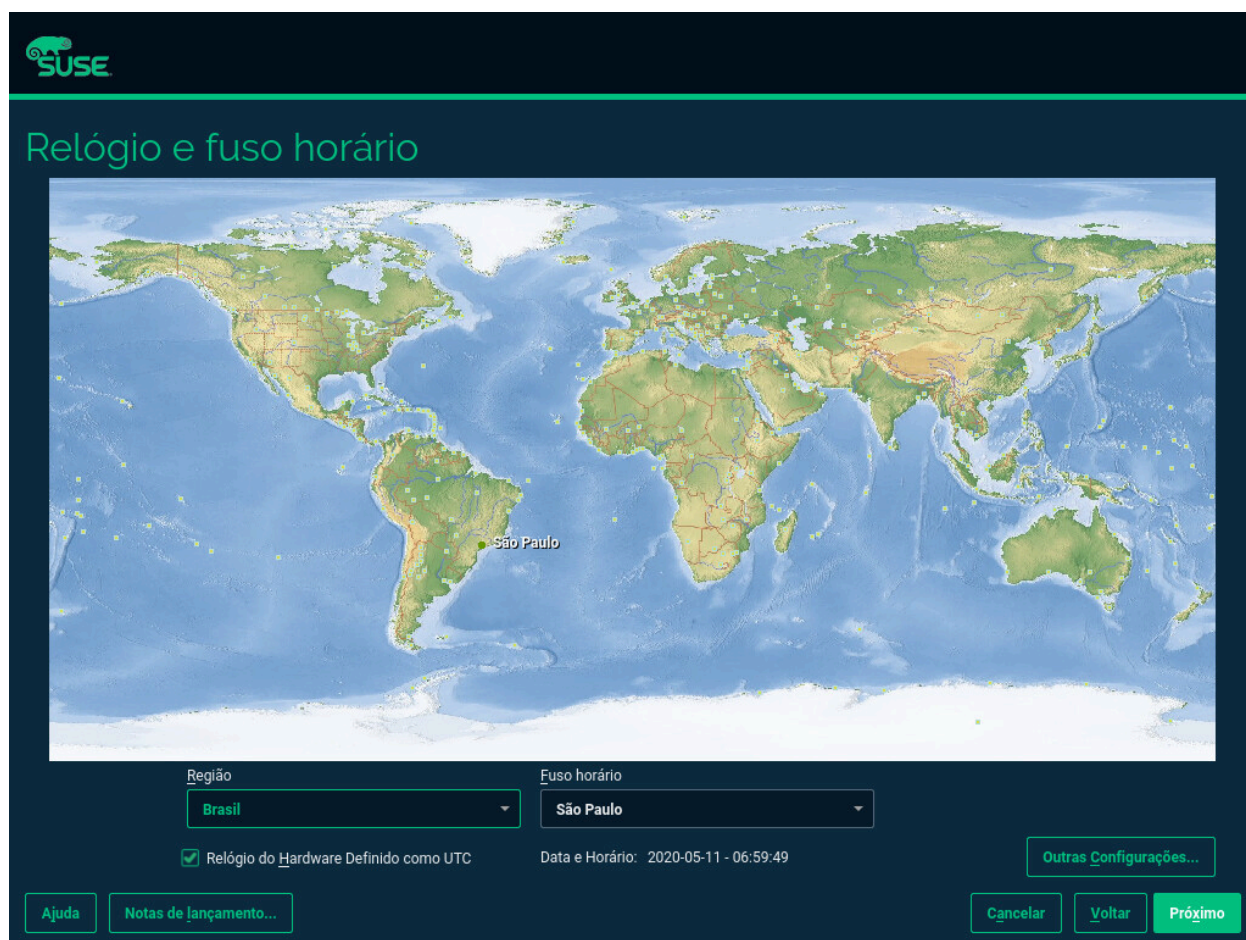 SUSE
Relógio e fuso horário
São Paulo
Região
Fuso horário
Brasil
São Paulo
Relógio do Hardware Definido como UTC
Data e Horário: 2020-05-11 - 06:59:49
Outras Configurações...
Ajuda
Notas de lançamento...
Cancelar
Voltar
Próximo